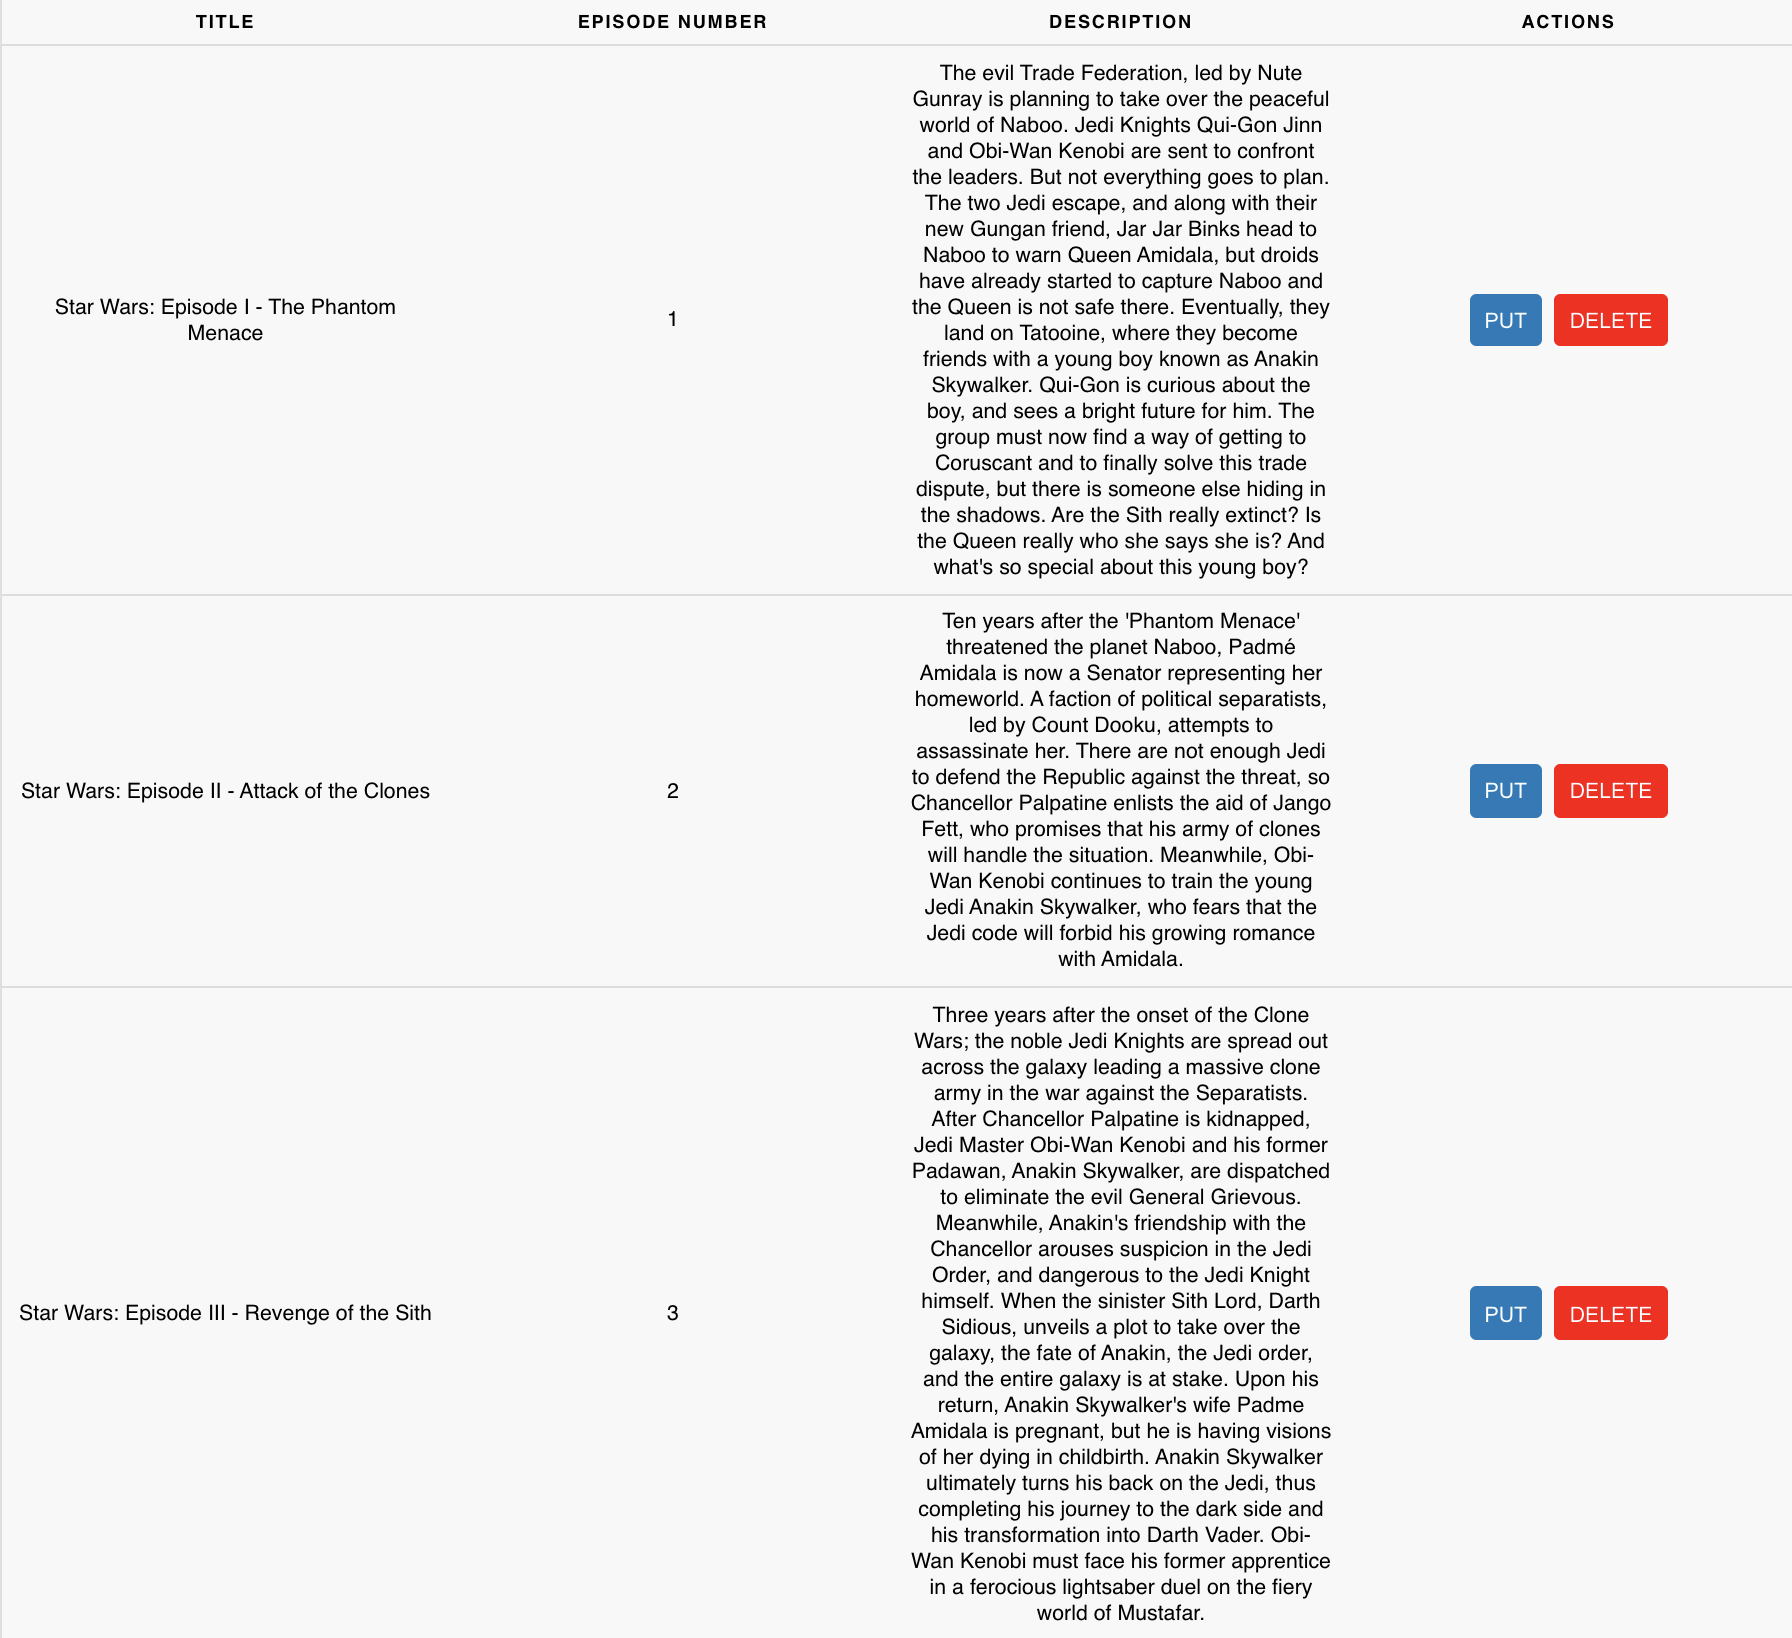 TITLE EPISODE NUMBER DESCRIPTION ACTIONS
Star Wars: Episode I - The Phantom
Menace
1
The evil Trade Federation, led by Nute
Gunray is planning to take over the peaceful
world of Naboo. Jedi Knights Qui-Gon Jinn
and Obi-Wan Kenobi are sent to confront
the leaders. But not everything goes to plan.
The two Jedi escape, and along with their
new Gungan friend, Jar Jar Binks head to
Naboo to warn Queen Amidala, but droids
have already started to capture Naboo and
the Queen is not safe there. Eventually, they
land on Tatooine, where they become
friends with a young boy known as Anakin
Skywalker. Qui-Gon is curious about the
boy, and sees a bright future for him. The
group must now find a way of getting to
Coruscant and to finally solve this trade
dispute, but there is someone else hiding in
the shadows. Are the Sith really extinct? Is
the Queen really who she says she is? And
what's so special about this young boy?
PUT DELETE
Star Wars: Episode II - Attack of the Clones
2
Ten years after the 'Phantom Menace'
threatened the planet Naboo, Padmé
Amidala is now a Senator representing her
homeworld. A faction of political separatists,
led by Count Dooku, attempts to
assassinate her. There are not enough Jedi
to defend the Republic against the threat, so
Chancellor Palpatine enlists the aid of Jango
Fett, who promises that his army of clones
will handle the situation. Meanwhile, Obi-
Wan Kenobi continues to train the young
Jedi Anakin Skywalker, who fears that the
Jedi code will forbid his growing romance
with Amidala.
PUT DELETE
Star Wars: Episode III - Revenge of the Sith
3
Three years after the onset of the Clone
Wars; the noble Jedi Knights are spread out
across the galaxy leading a massive clone
army in the war against the Separatists.
After Chancellor Palpatine is kidnapped,
Jedi Master Obi-Wan Kenobi and his former
Padawan, Anakin Skywalker, are dispatched
to eliminate the evil General Grievous.
Meanwhile, Anakin's friendship with the
Chancellor arouses suspicion in the Jedi
Order, and dangerous to the Jedi Knight
himself. When the sinister Sith Lord, Darth
Sidious, unveils a plot to take over the
galaxy, the fate of Anakin, the Jedi order,
and the entire galaxy is at stake. Upon his
return, Anakin Skywalker's wife Padme
Amidala is pregnant, but he is having visions
of her dying in childbirth. Anakin Skywalker
ultimately turns his back on the Jedi, thus
completing his journey to the dark side and
his transformation into Darth Vader. Obi-
Wan Kenobi must face his former apprentice
in a ferocious lightsaber duel on the fiery
world of Mustafar.
PUT DELETE